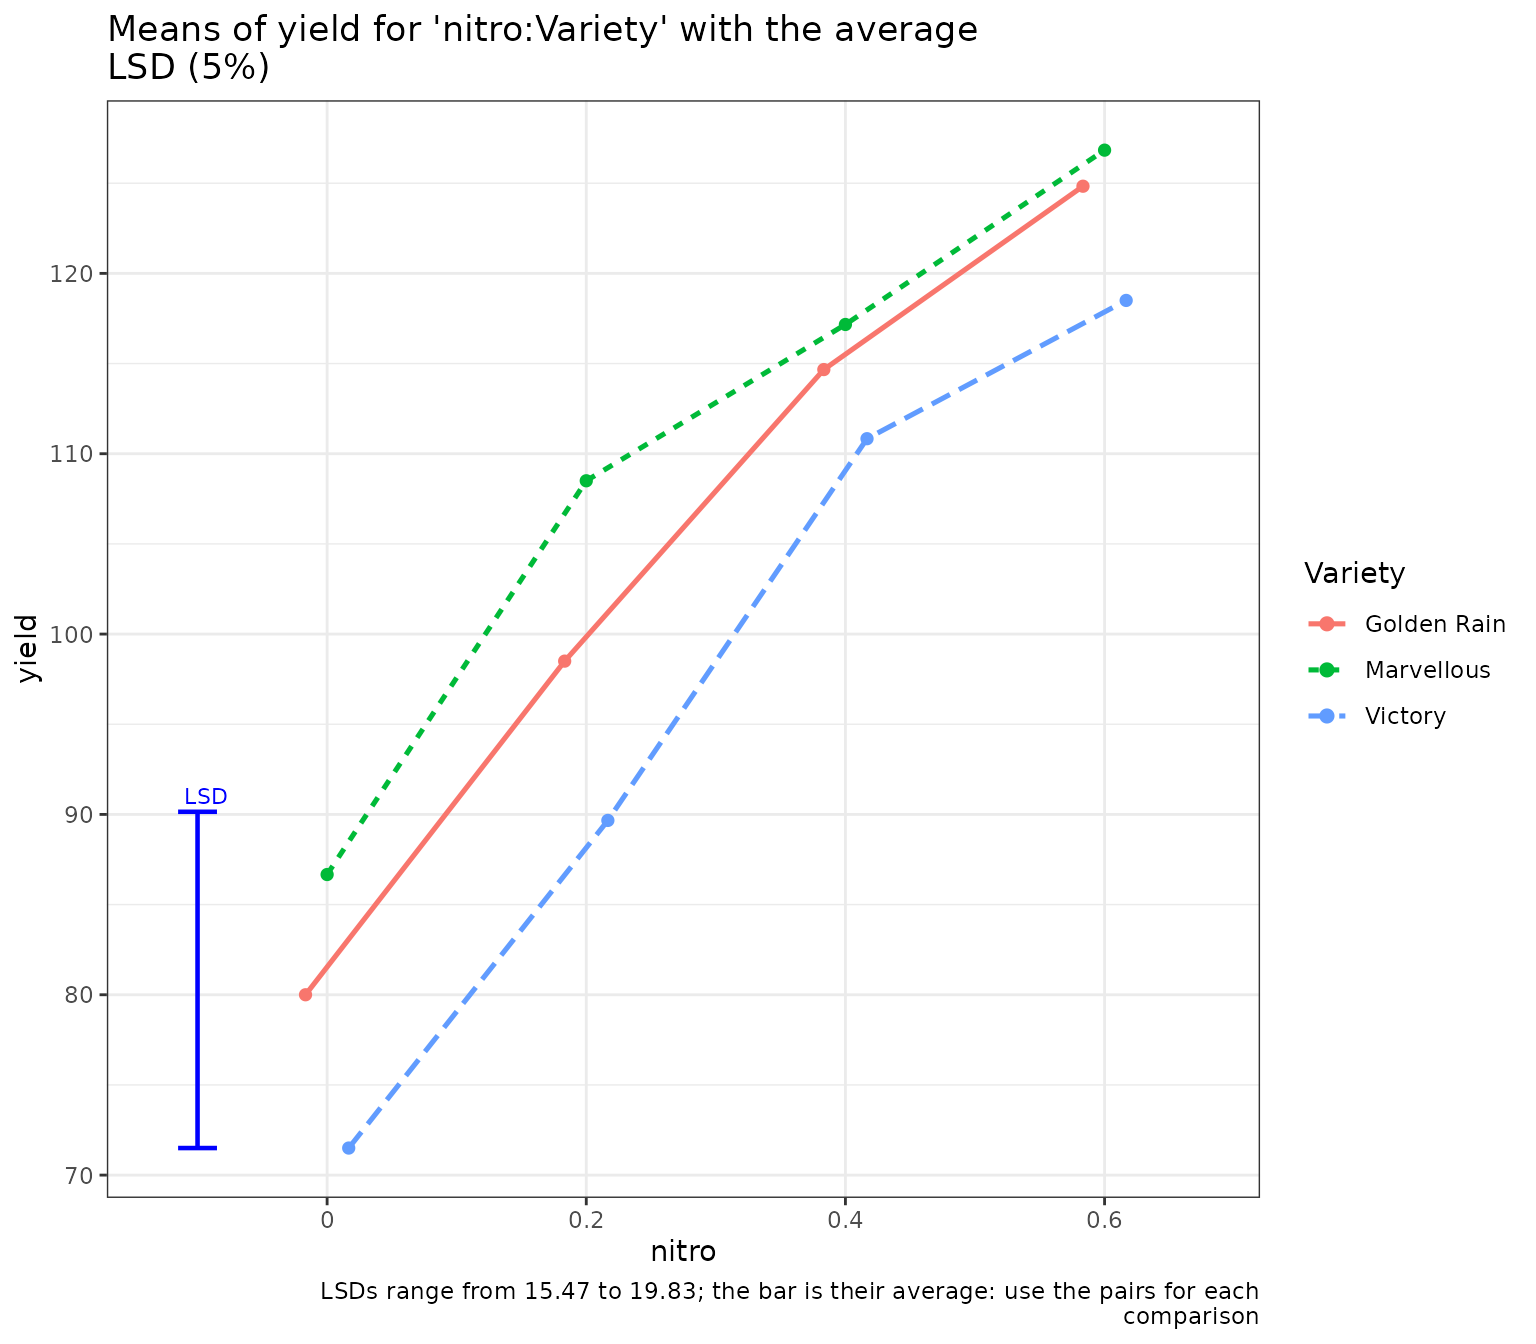 Means of yield for 'nitro:Variety' with the average
LSD (5%)
120
110
100
90
80
70
yield
LSD
0
0.2
0.4
0.6
nitro
Variety
Golden Rain
Marvellous
Victory
LSDs range from 15.47 to 19.83; the bar is their average: use the pairs for each
comparison